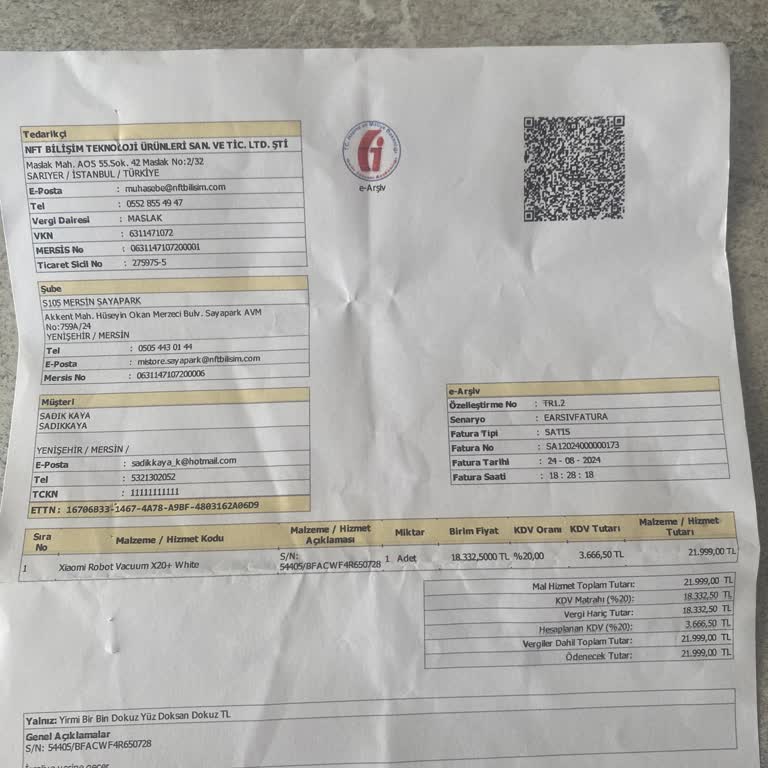 Tedarikçi
NFT BİLİŞİM TEKNOLOJİ ÜRÜNLERİ SAN. VE TİC. LTD. ŞTİ
Maslak Mah. AOS 55.Sok. 42 Maslak No:2/32
SARIYER / İSTANBUL / TÜRKİYE
E-Posta : muhasebe@nftbilisim.com
Tel : 0552 855 49 47
Vergi Dairesi : MASLAK
VKN : 6311471072
MERSİS No : 0631147107200001
Ticaret Sicil No : 275975-5
e-Arşiv
Şube
S105 MERSİN SAYAPARK
Akkent Mah. Hüseyin Okan Merzeci Bulv. Sayapark AVM
No:759A/24
YENİŞEHİR / MERSİN
Tel : 0505 443 01 44
E-Posta : mistore.sayapark@nftbilisim.com
Mersis No : 0631147107200006
Müşteri
SADIK KAYA
SADIKKAYA
YENİŞEHİR / MERSİN /
E-Posta : sadikkaya_k@hotmail.com
Tel : 5321302052
TCKN : 11111111111
ETTN : 16706B33-1467-4A78-A9BF-4803162A06D9
e-Arşiv
Özelleştirme No : TR1.2
Senaryo : EARSIVFATURA
Fatura Tipi : SATIS
Fatura No : SA12024000000173
Fatura Tarihi : 24 - 08 - 2024
Fatura Saati : 18 : 28 : 18
Sıra No Malzeme / Hizmet Kodu Malzeme / Hizmet Açıklaması Miktar Birim Fiyat KDV Oranı KDV Tutarı Malzeme / Hizmet Tutarı
1 Xiaomi Robot Vacuum X20+ White S/N: 54405/BFACWF4R650728 1 Adet 18.332,5000 TL %20,00 3.666,50 TL 21.999,00 TL
Mal Hizmet Toplam Tutarı: 21.999,00 TL
KDV Matrahı (%20): 18.332,50 TL
Vergi Hariç Tutar: 18.332,50 TL
Hesaplanan KDV (%20): 3.666,50 TL
Vergiler Dahil Toplam Tutar: 21.999,00 TL
Ödenecek Tutar: 21.999,00 TL
Yalnız: Yirmi Bir Bin Dokuz Yüz Doksan Dokuz TL
Genel Açıklamalar
S/N: 54405/BFACWF4R650728